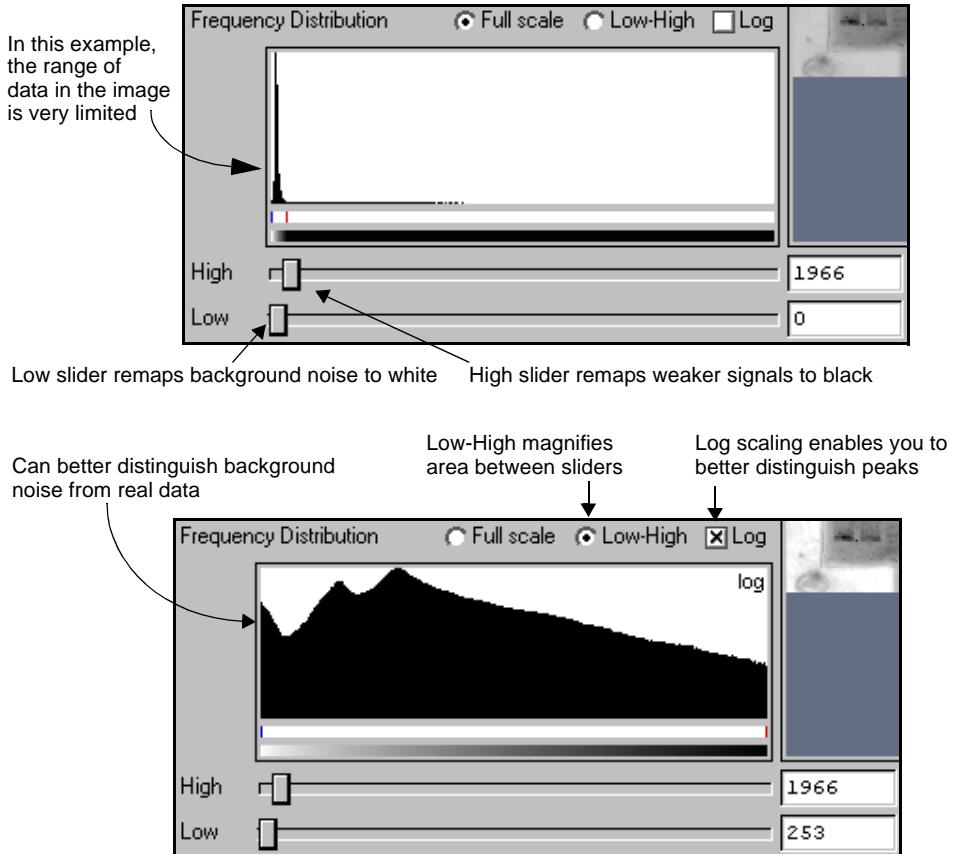 Frequency Distribution Full scale Low-High Log
In this example,
the range of
data in the image
is very limited
High 1966
Low 0
Low slider remaps background noise to white High slider remaps weaker signals to black
Low-High magnifies
area between sliders
Log scaling enables you to
better distinguish peaks
Can better distinguish background
noise from real data
Frequency Distribution Full scale Low-High Log
log
High 1966
Low 253